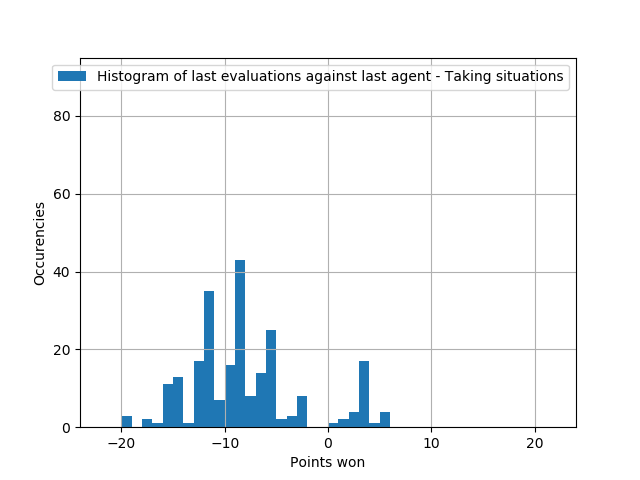 Histogram of last evaluations against last agent - Taking situations
80
60
40
20
0
Occurencies
−20 −10 0 10 20
Points won